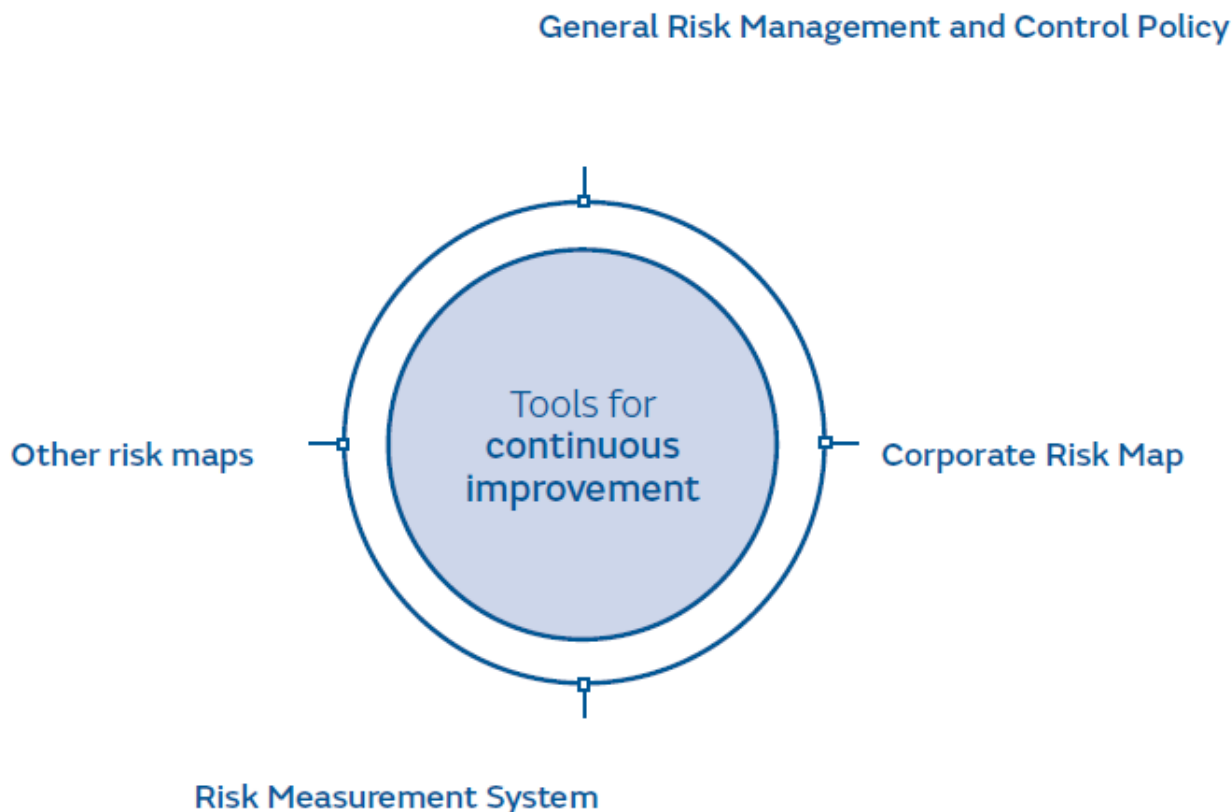 General Risk Management and Control Policy
Tools for
continuous
improvement
Other risk maps
Corporate Risk Map
Risk Measurement System